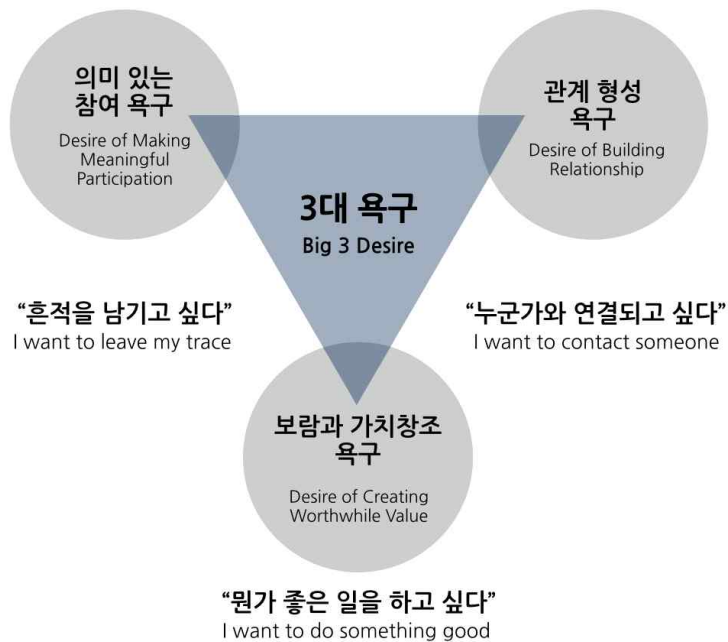 의미 있는
참여 욕구
Desire of Making
Meaningful
Participation
관계 형성
욕구
Desire of Building
Relationship
3대 욕구
Big 3 Desire
“흔적을 남기고 싶다”
I want to leave my trace
“누군가와 연결되고 싶다”
I want to contact someone
보람과 가치창조
욕구
Desire of Creating
Worthwhile Value
“뭔가 좋은 일을 하고 싶다”
I want to do something good